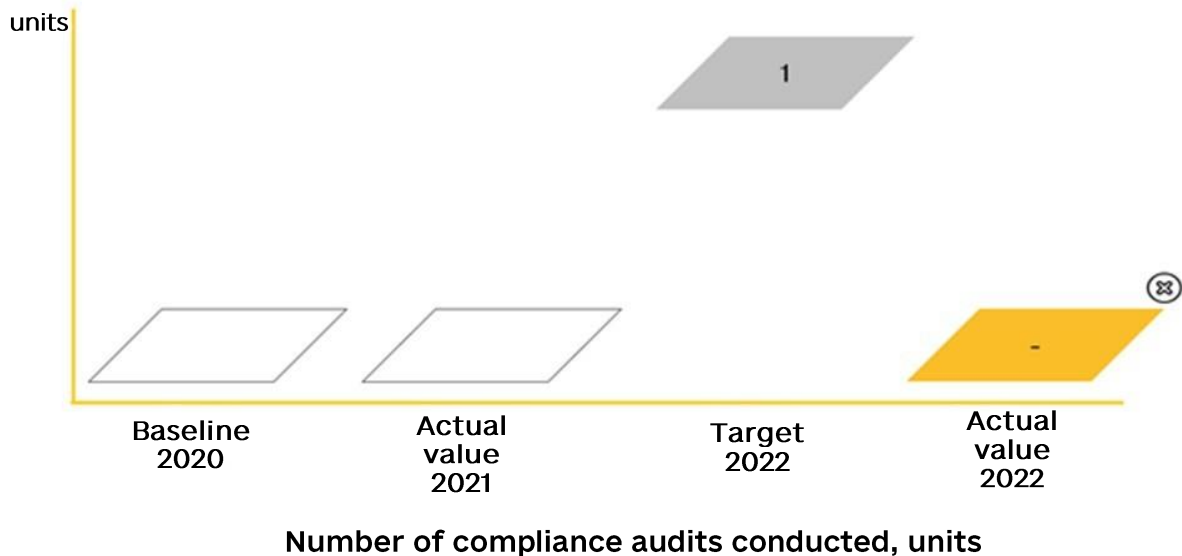 units
1
-
Baseline
2020
Actual
value
2021
Target
2022
Actual
value
2022
Number of compliance audits conducted, units